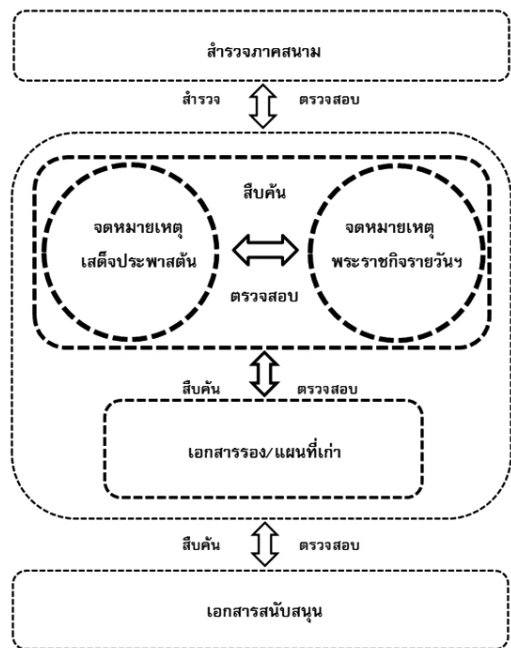 สำรวจภาคสนาม
สำรวจ ตรวจสอบ
สืบค้น
จดหมายเหตุ
เสด็จประพาสต้น
จดหมายเหตุ
พระราชกิจรายวันฯ
ตรวจสอบ
สืบค้น ตรวจสอบ
เอกสารรอง/แผนที่เก่า
สืบค้น ตรวจสอบ
เอกสารสนับสนุน